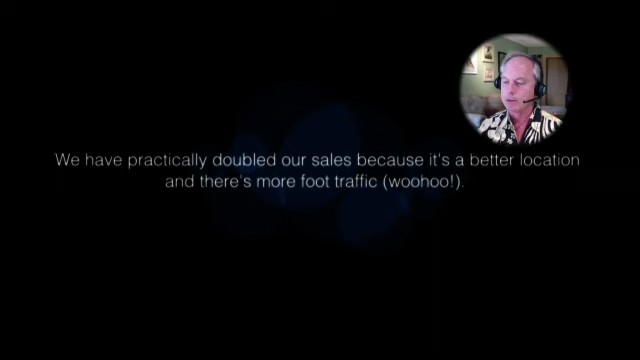 We have practically doubled our sales because it's a better location
and there's more foot traffic (woohoo!).